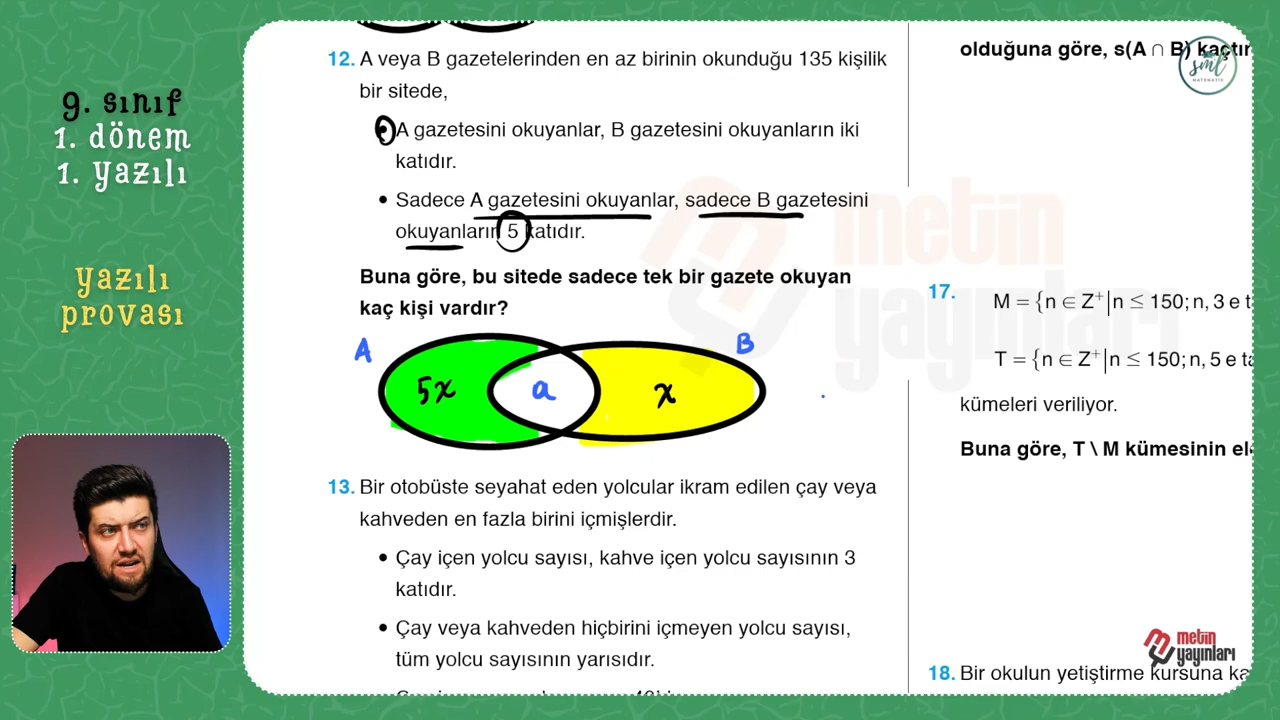 9. sınıf
1. dönem
1. yazılı
yazılı
provası
12. A veya B gazetelerinden en az birinin okunduğu 135 kişilik
bir sitede,
• A gazetesini okuyanlar, B gazetesini okuyanların iki
katıdır.
• Sadece A gazetesini okuyanlar, sadece B gazetesini
okuyanların 5 katıdır.
Buna göre, bu sitede sadece tek bir gazete okuyan
kaç kişi vardır?
A B
5x a x
13. Bir otobüste seyahat eden yolcular ikram edilen çay veya
kahveden en fazla birini içmişlerdir.
• Çay içen yolcu sayısı, kahve içen yolcu sayısının 3
katıdır.
• Çay veya kahveden hiçbirini içmeyen yolcu sayısı,
tüm yolcu sayısının yarısıdır.
olduğuna göre, s(A ∩ B) kaçtır
smt
MATEMATİK
metin
yayınları
17. M = {n ∈ Z⁺|n ≤ 150; n, 3 e t
T = {n ∈ Z⁺|n ≤ 150; n, 5 e ta
kümeleri veriliyor.
Buna göre, T \ M kümesinin el
metin
yayınları
18. Bir okulun yetiştirme kursuna ka